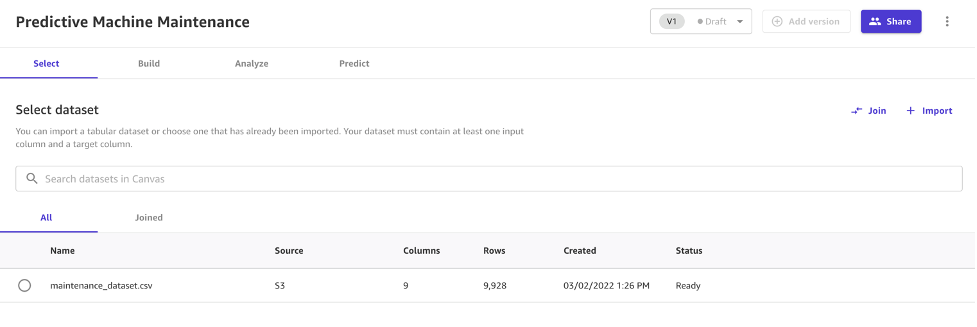 Predictive Machine Maintenance
V1 Draft
Add version
Share
Select Build Analyze Predict
Select dataset
Join
Import
You can import a tabular dataset or choose one that has already been imported. Your dataset must contain at least one input
column and a target column.
Search datasets in Canvas
All Joined
Name Source Columns Rows Created Status
maintenance_dataset.csv S3 9 9,928 03/02/2022 1:26 PM Ready